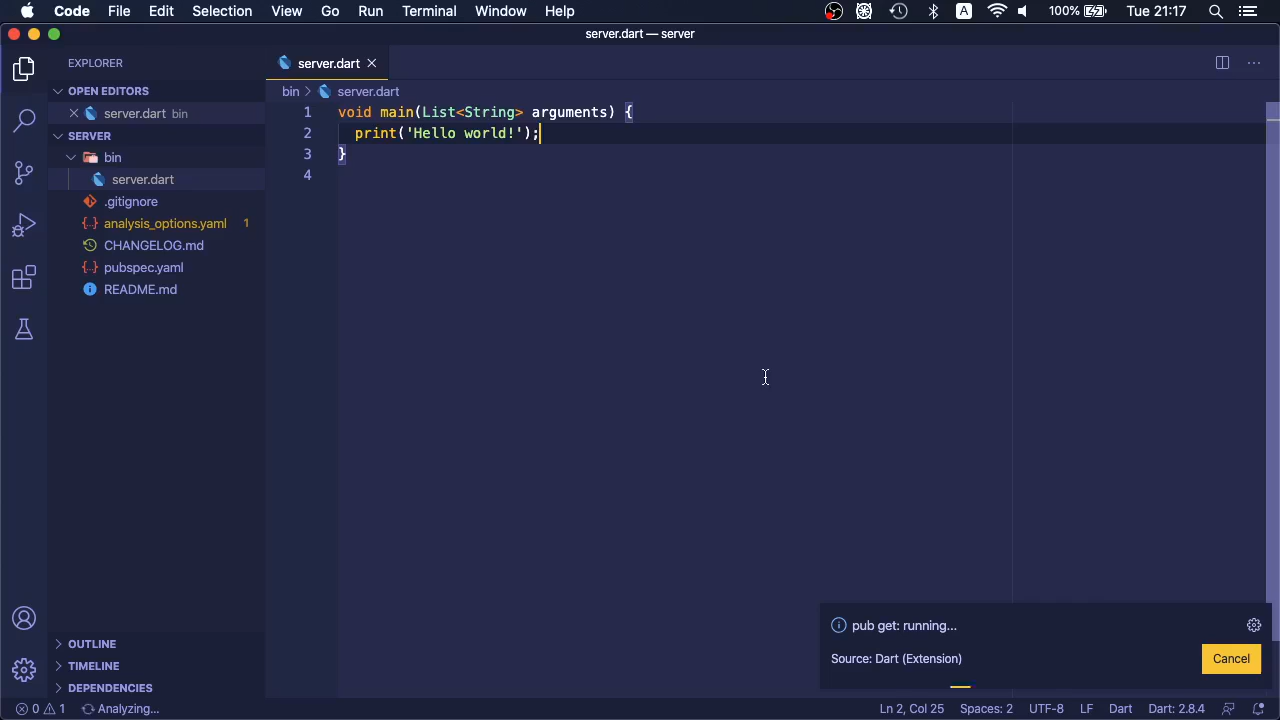 Code File Edit Selection View Go Run Terminal Window Help A 100% Tue 21:17
server.dart — server
EXPLORER
server.dart
OPEN EDITORS
bin server.dart
server.dart bin
1 void main(List<String> arguments) {
2 print('Hello world!');
3 }
4
SERVER
bin
server.dart
.gitignore
analysis_options.yaml 1
CHANGELOG.md
pubspec.yaml
README.md
pub get: running...
Source: Dart (Extension)
Cancel
OUTLINE
TIMELINE
DEPENDENCIES
0 1 Analyzing... Ln 2, Col 25 Spaces: 2 UTF-8 LF Dart Dart: 2.8.4